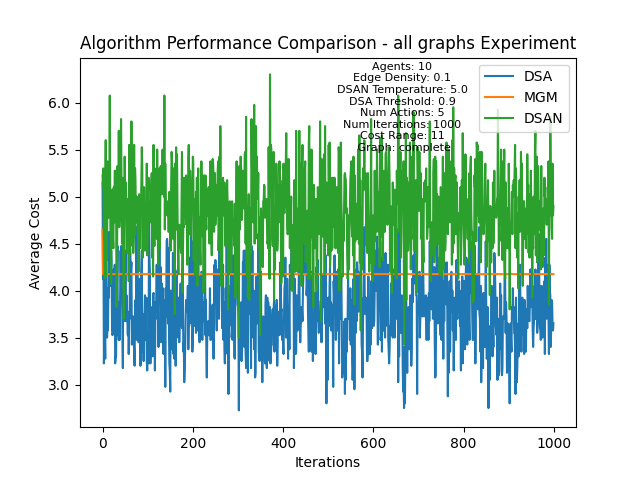 Algorithm Performance Comparison - all graphs Experiment
Agents: 10
Edge Density: 0.1
DSAN Temperature: 5.0
DSA Threshold: 0.9
Num Actions: 5
Num Iterations: 1000
Cost Range: 11
Graph: complete
DSA
MGM
DSAN
Average Cost
6.0
5.5
5.0
4.5
4.0
3.5
3.0
0
200
400
600
800
1000
Iterations